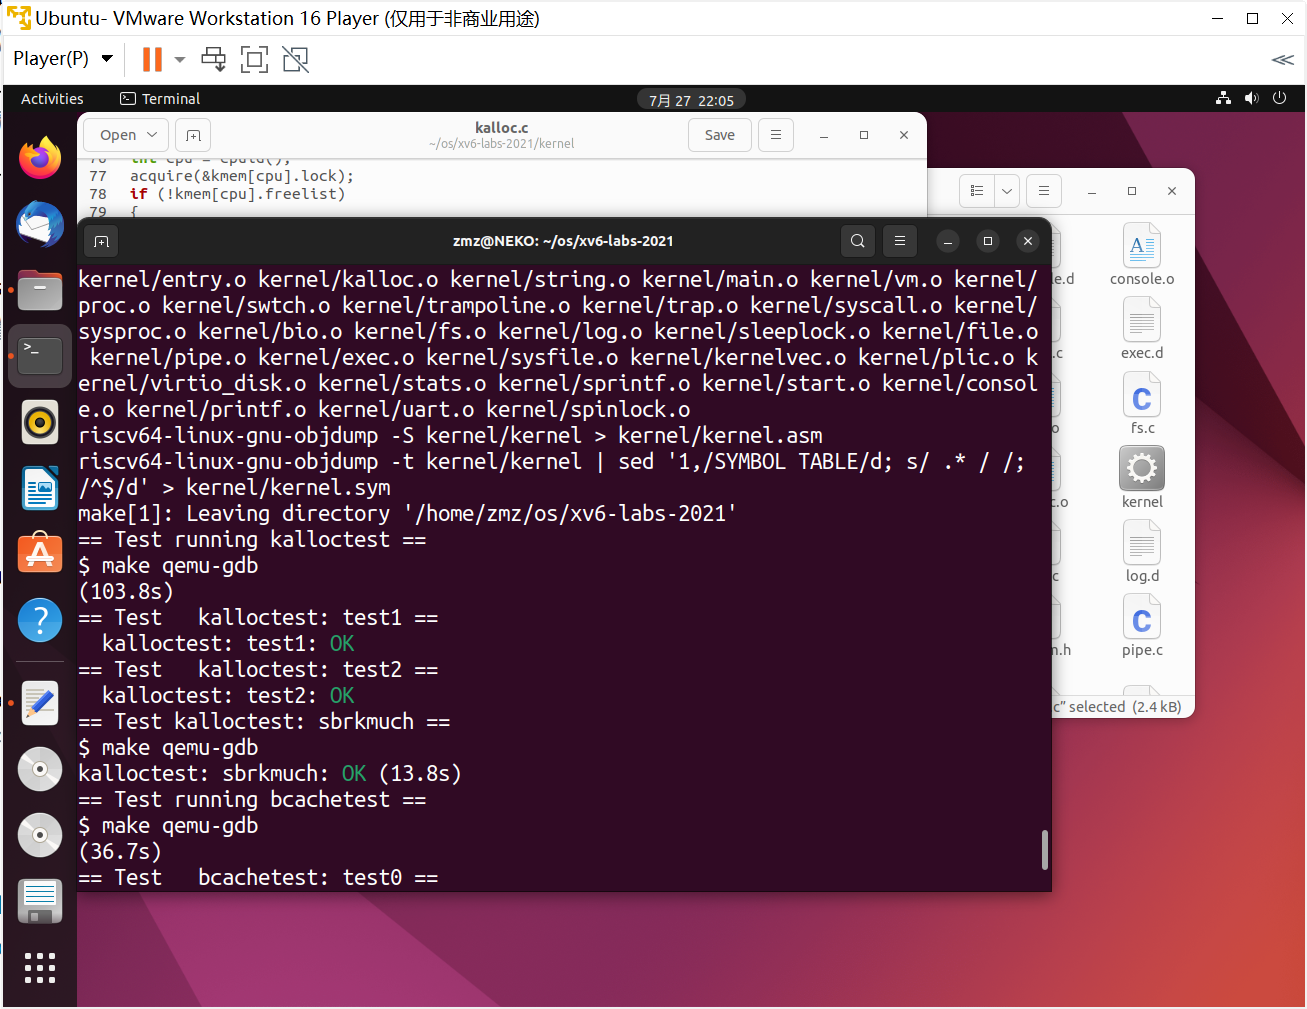 Ubuntu- VMware Workstation 16 Player (仅用于非商业用途)
Player(P)
Activities
Terminal
7月 27 22:05
Open
kalloc.c
~/os/xv6-labs-2021/kernel
Save
77 acquire(&kmem[cpu].lock);
78 if (!kmem[cpu].freelist)
79 {
zmz@NEKO: ~/os/xv6-labs-2021
kernel/entry.o kernel/kalloc.o kernel/string.o kernel/main.o kernel/vm.o kernel/
proc.o kernel/swtch.o kernel/trampoline.o kernel/trap.o kernel/syscall.o kernel/
sysproc.o kernel/bio.o kernel/fs.o kernel/log.o kernel/sleeplock.o kernel/file.o
kernel/pipe.o kernel/exec.o kernel/sysfile.o kernel/kernelvec.o kernel/plic.o k
ernel/virtio_disk.o kernel/stats.o kernel/sprintf.o kernel/start.o kernel/consol
e.o kernel/printf.o kernel/uart.o kernel/spinlock.o
riscv64-linux-gnu-objdump -S kernel/kernel > kernel/kernel.asm
riscv64-linux-gnu-objdump -t kernel/kernel | sed '1,/SYMBOL TABLE/d; s/ .* / /;
/^$/d' > kernel/kernel.sym
make[1]: Leaving directory '/home/zmz/os/xv6-labs-2021'
== Test running kalloctest ==
$ make qemu-gdb
(103.8s)
== Test   kalloctest: test1 ==
  kalloctest: test1: OK
== Test   kalloctest: test2 ==
  kalloctest: test2: OK
== Test kalloctest: sbrkmuch ==
$ make qemu-gdb
kalloctest: sbrkmuch: OK (13.8s)
== Test running bcachetest ==
$ make qemu-gdb
(36.7s)
== Test   bcachetest: test0 ==
console.o
exec.d
fs.c
kernel
log.d
pipe.c
c" selected (2.4 kB)